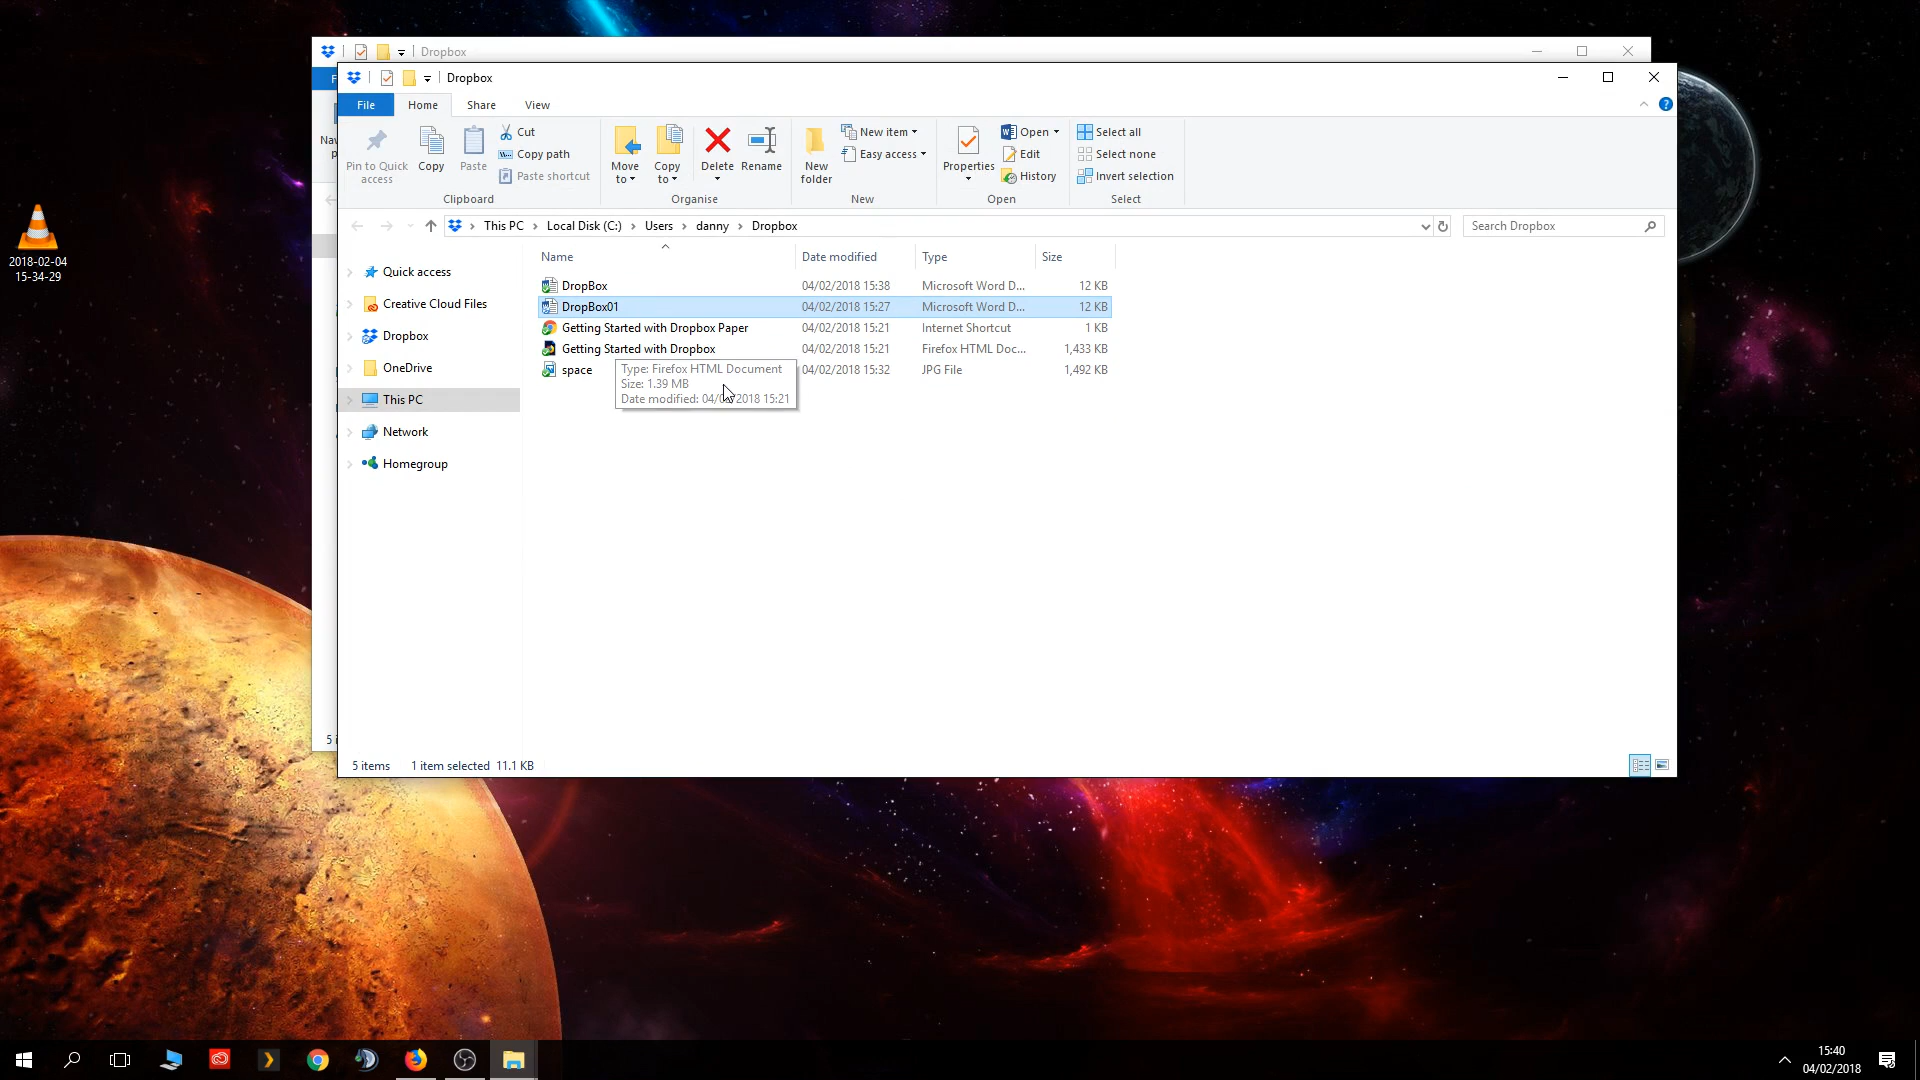 Dropbox
Dropbox
File Home Share View
Pin to Quick access
Copy
Paste
Cut
Copy path
Paste shortcut
Clipboard
Move to
Copy to
Delete
Rename
Organise
New folder
New item
Easy access
New
Properties
Open
Edit
History
Open
Select all
Select none
Invert selection
Select
This PC > Local Disk (C:) > Users > danny > Dropbox
Search Dropbox
Quick access
Creative Cloud Files
Dropbox
OneDrive
This PC
Network
Homegroup
Name Date modified Type Size
DropBox 04/02/2018 15:38 Microsoft Word D... 12 KB
DropBox01 04/02/2018 15:27 Microsoft Word D... 12 KB
Getting Started with Dropbox Paper 04/02/2018 15:21 Internet Shortcut 1 KB
Getting Started with Dropbox 04/02/2018 15:21 Firefox HTML Doc... 1,433 KB
space 04/02/2018 15:32 JPG File 1,492 KB
Type: Firefox HTML Document
Size: 1.39 MB
Date modified: 2018 15:21
5 items 1 item selected 11.1 KB
2018-02-04
15-34-29
15:40
04/02/2018